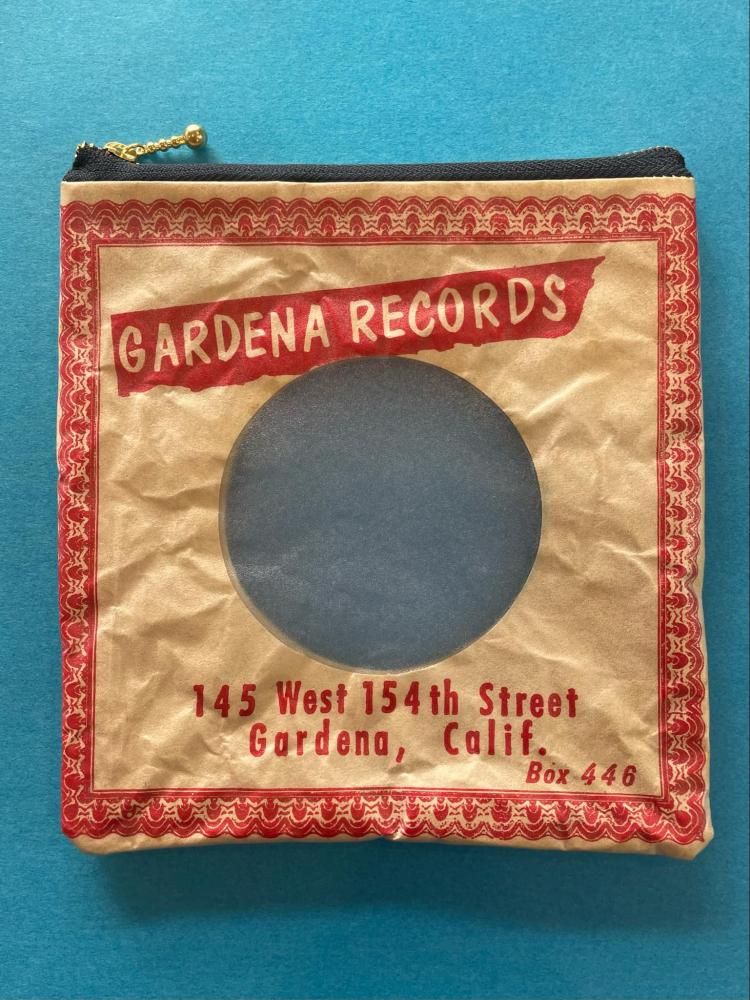 GARDENA RECORDS
145 West 154th Street
Gardena, Calif.
Box 446